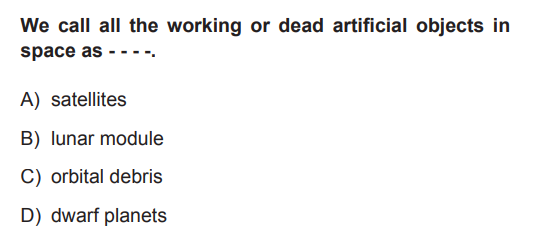 We call all the working or dead artificial objects in
space as - - - -.
A) satellites
B) lunar module
C) orbital debris
D) dwarf planets